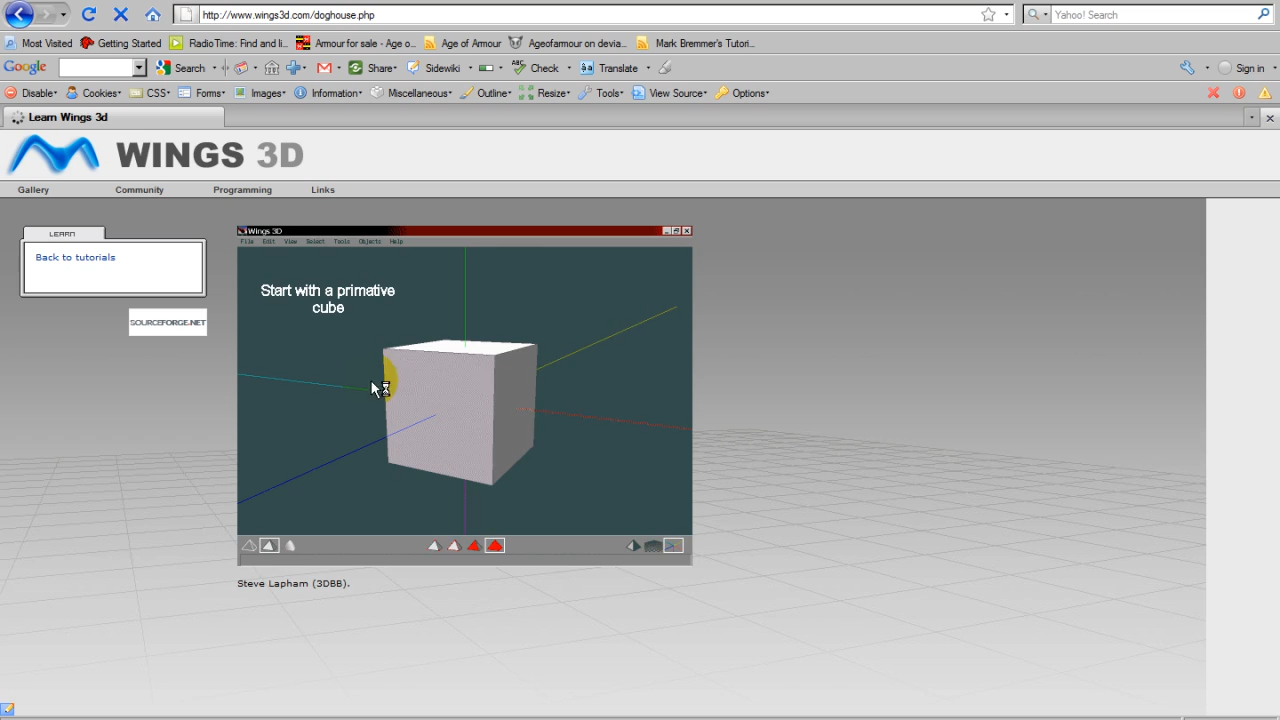 http://www.wings3d.com/doghouse.php
Yahoo! Search
Most Visited Getting Started RadioTime: Find and li... Armour for sale - Age o... Age of Armour Ageofarmour on devia... Mark Bremmer's Tutori...
Google Search Share Sidewiki Check Translate Sign in
Disable Cookies CSS Forms Images Information Miscellaneous Outline Resize Tools View Source Options
Learn Wings 3d
WINGS 3D
Gallery Community Programming Links
LEARN
Back to tutorials
SOURCEFORGE.NET
Wings 3D
File Edit View Select Tools Objects Help
Start with a primative
cube
Steve Lapham (3DBB).